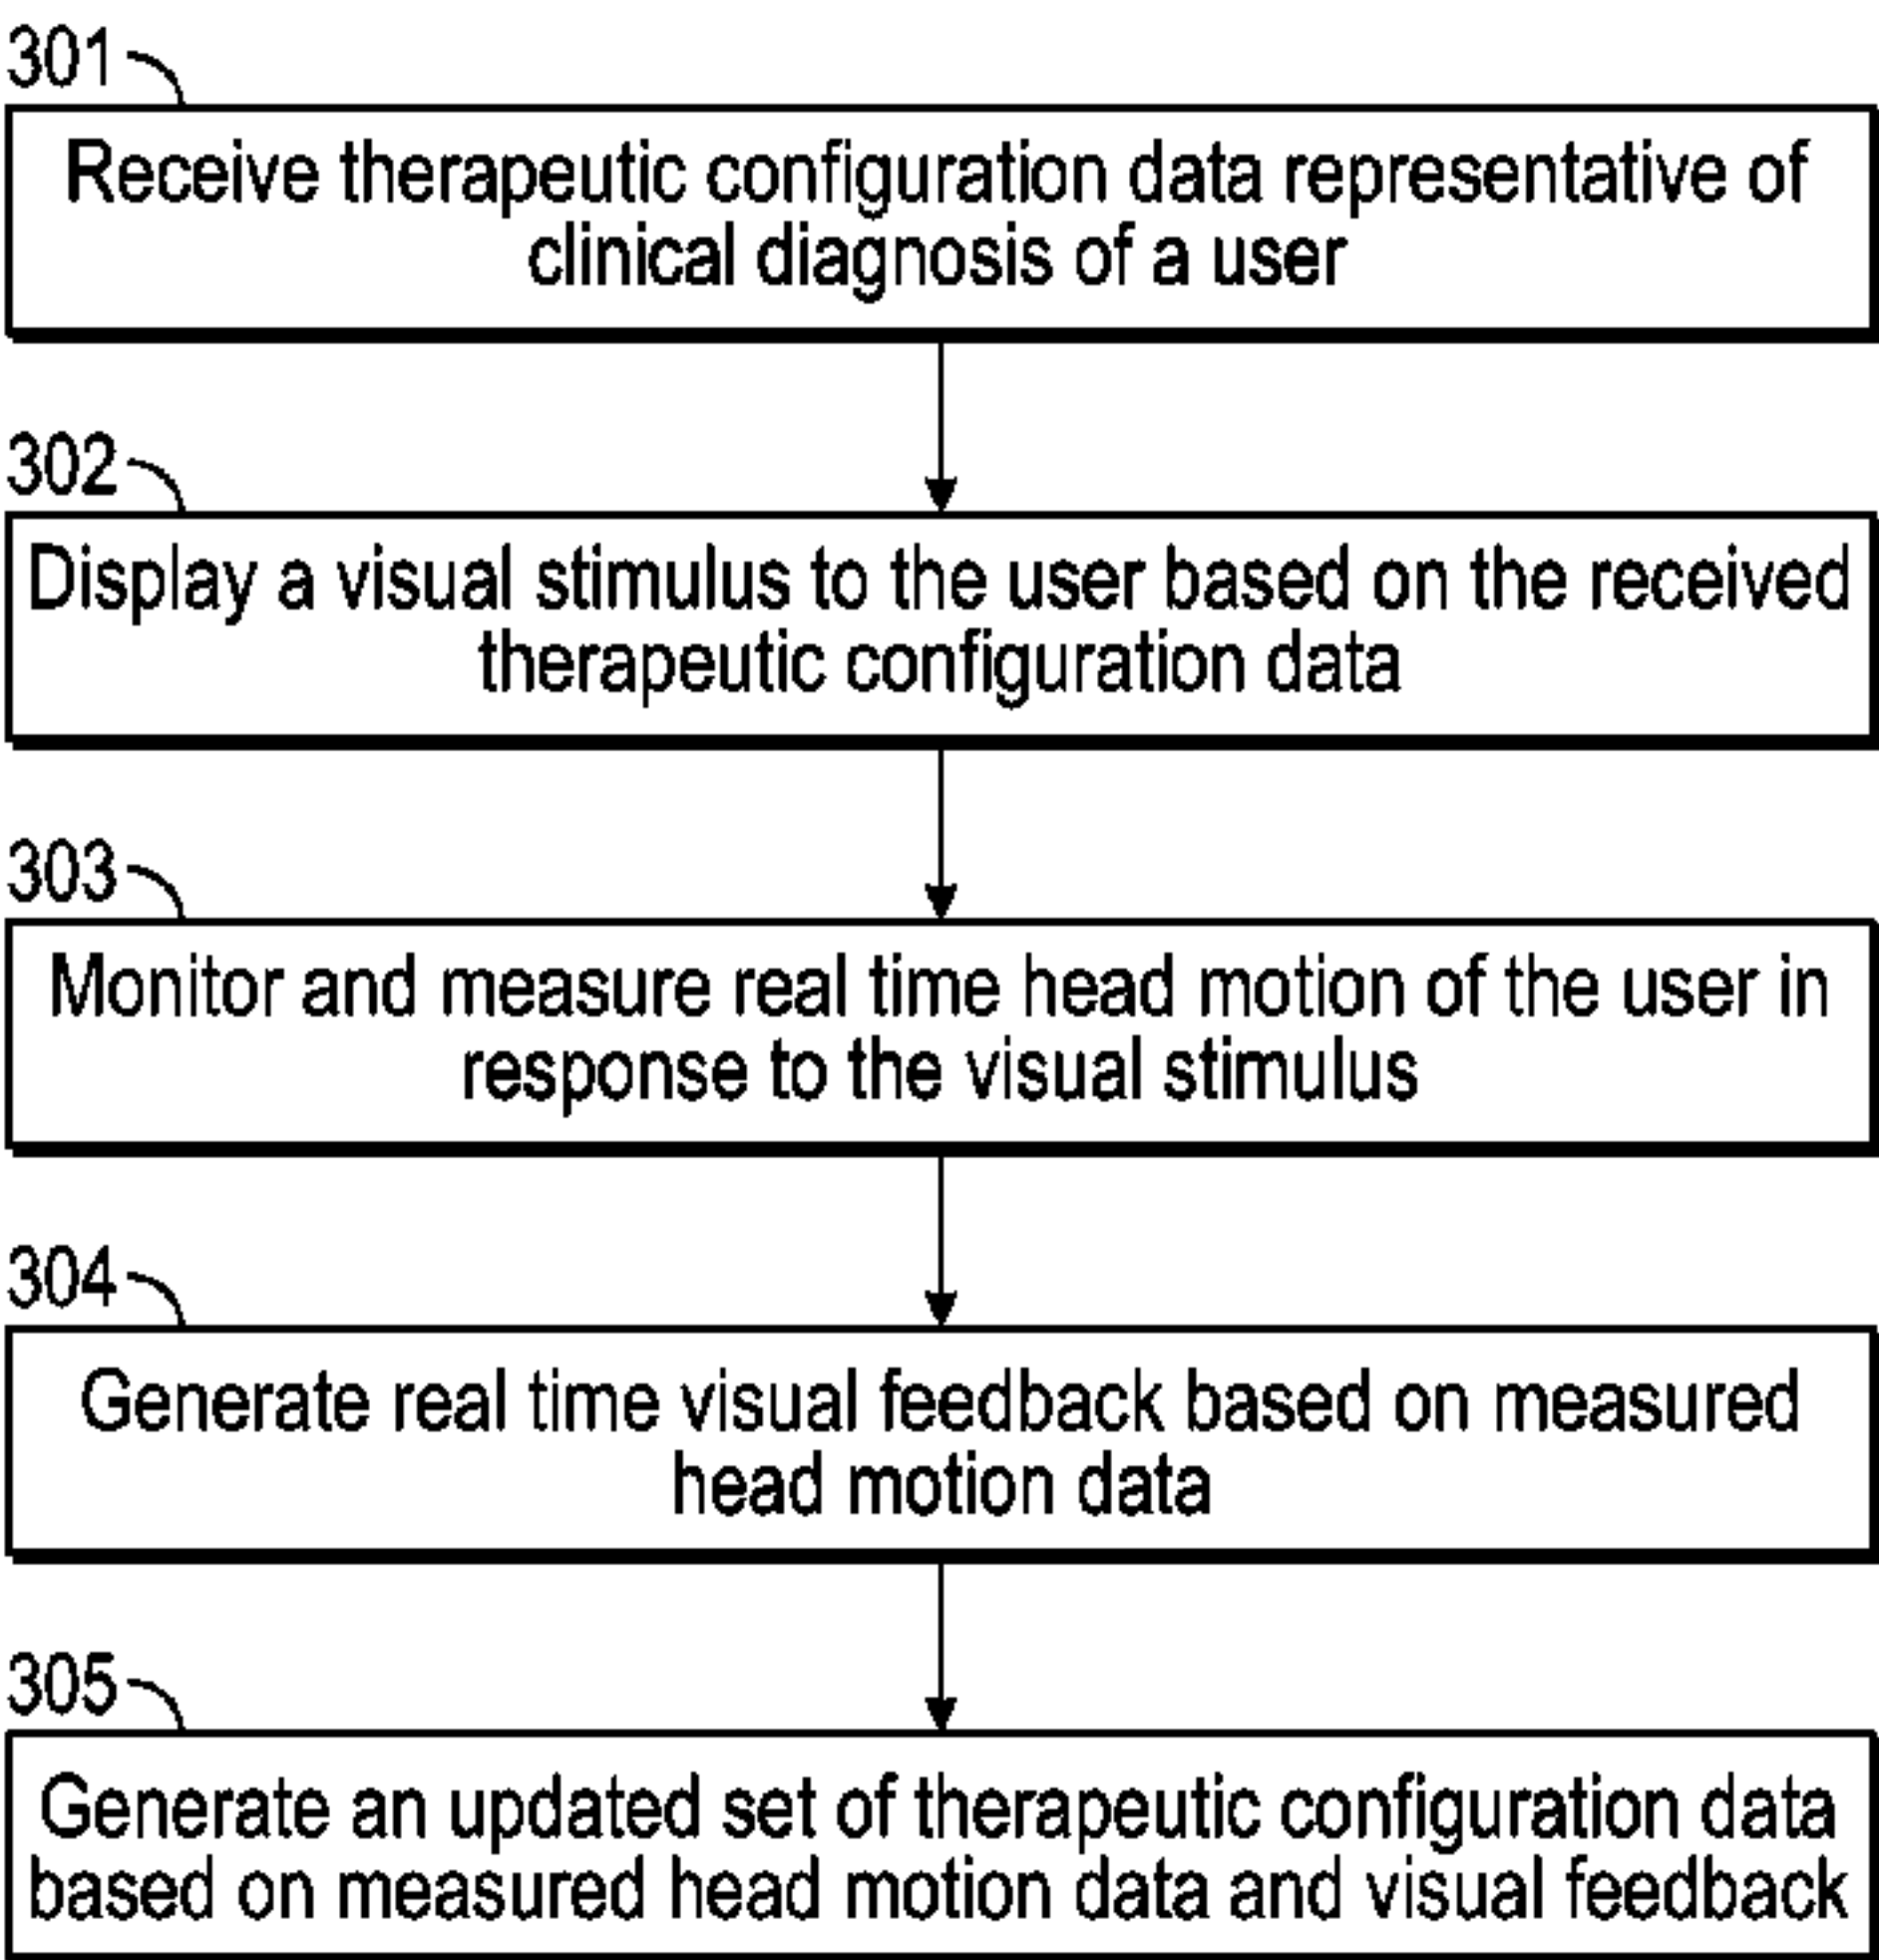 301
Receive therapeutic configuration data representative of
clinical diagnosis of a user
302
Display a visual stimulus to the user based on the received
therapeutic configuration data
303
Monitor and measure real time head motion of the user in
response to the visual stimulus
304
Generate real time visual feedback based on measured
head motion data
305
Generate an updated set of therapeutic configuration data
based on measured head motion data and visual feedback